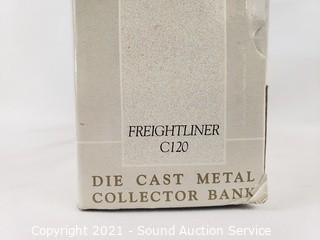 FREIGHTLINER
C120
DIE CAST METAL
COLLECTOR BANK
Copyright 2021 - Sound Auction Service